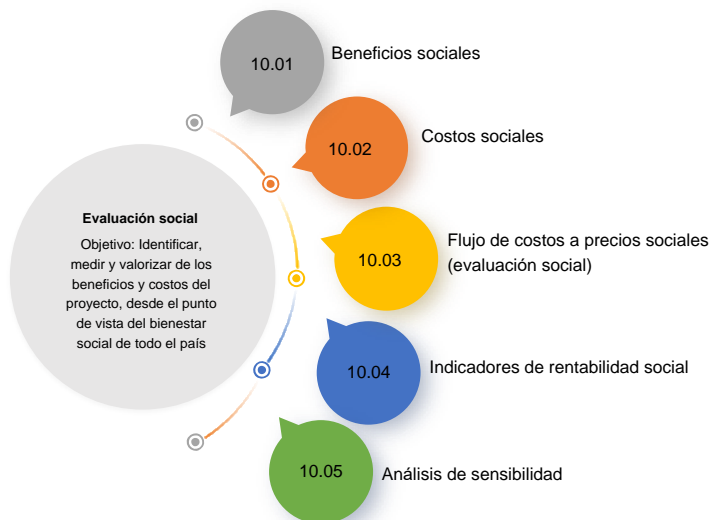 Evaluación social
Objetivo: Identificar,
medir y valorizar de los
beneficios y costos del
proyecto, desde el punto
de vista del bienestar
social de todo el país
10.01
Beneficios sociales
10.02
Costos sociales
10.03
Flujo de costos a precios sociales
(evaluación social)
10.04
Indicadores de rentabilidad social
10.05
Análisis de sensibilidad